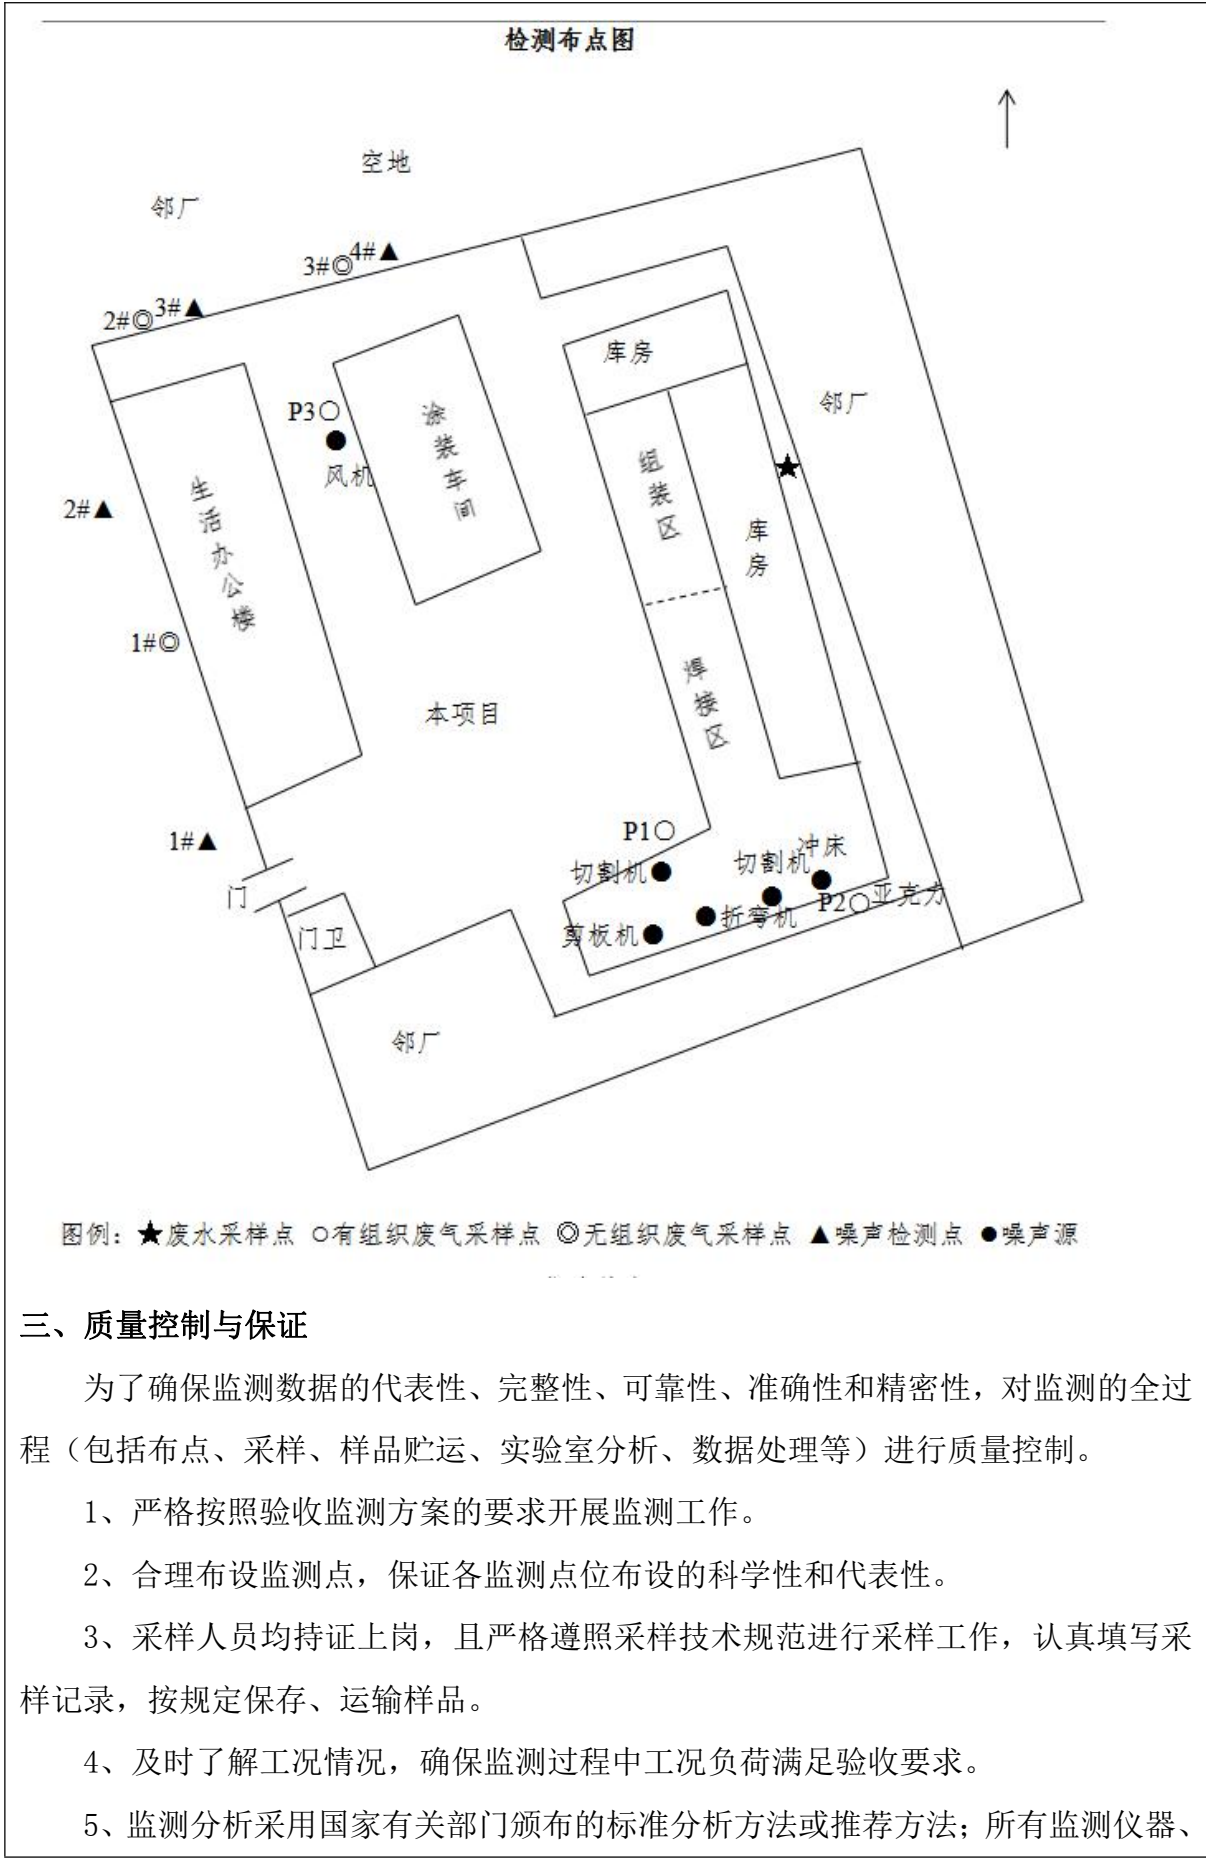 检测布点图
空地
邻厂
3#◎
4#▲
2#◎
3#▲
库房
邻厂
P3○
风机
涂装车间
组装区
库房
生活办公楼
2#▲
1#◎
焊接区
本项目
1#▲
P1○
切割机
冲床
切割机
P2○
亚克力
折弯机
剪板机
门
门卫
邻厂
图例：★废水采样点 ○有组织废气采样点 ◎无组织废气采样点 ▲噪声检测点 ●噪声源
三、质量控制与保证
为了确保监测数据的代表性、完整性、可靠性、准确性和精密性，对监测的全过
程（包括布点、采样、样品贮运、实验室分析、数据处理等）进行质量控制。
1、严格按照验收监测方案的要求开展监测工作。
2、合理布设监测点，保证各监测点位布设的科学性和代表性。
3、采样人员均持证上岗，且严格遵照采样技术规范进行采样工作，认真填写采
样记录，按规定保存、运输样品。
4、及时了解工况情况，确保监测过程中工况负荷满足验收要求。
5、监测分析采用国家有关部门颁布的标准分析方法或推荐方法；所有监测仪器、